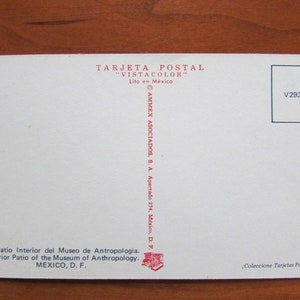 TARJETA POSTAL
"VISTACOLOR"
Lito en México
© AMMEX ASOCIADOS, S. A. Apartado 274, México, D. F.
V293
atio Interior del Museo de Antropología.
rior Patio of the Museum of Anthropology.
MEXICO, D. F.
¡Coleccione Tarjetas Po